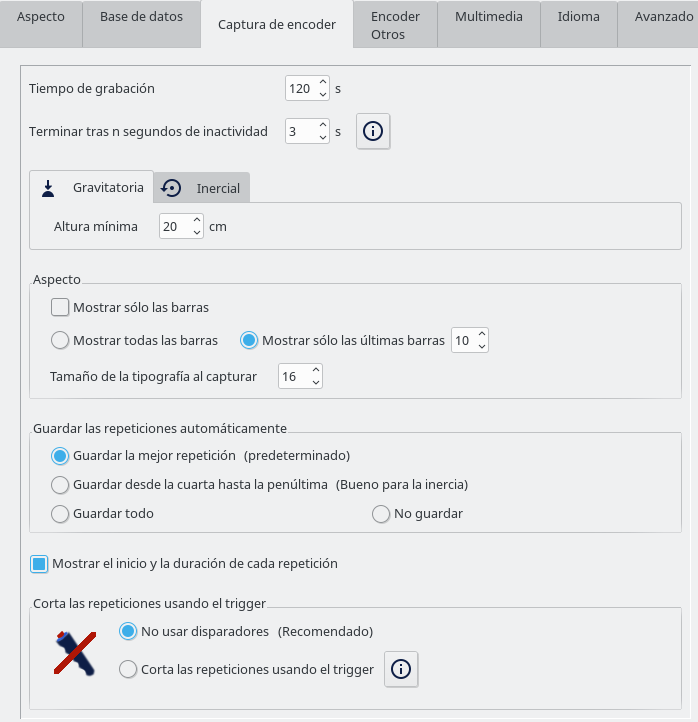 Aspecto
Base de datos
Captura de encoder
Encoder
Otros
Multimedia
Idioma
Avanzado
Tiempo de grabación 120 s
Terminar tras n segundos de inactividad 3 s
Gravitatoria Inercial
Altura mínima 20 cm
Aspecto
Mostrar sólo las barras
Mostrar todas las barras Mostrar sólo las últimas barras 10
Tamaño de la tipografía al capturar 16
Guardar las repeticiones automáticamente
Guardar la mejor repetición (predeterminado)
Guardar desde la cuarta hasta la penúltima (Bueno para la inercia)
Guardar todo No guardar
Mostrar el inicio y la duración de cada repetición
Corta las repeticiones usando el trigger
No usar disparadores (Recomendado)
Corta las repeticiones usando el trigger